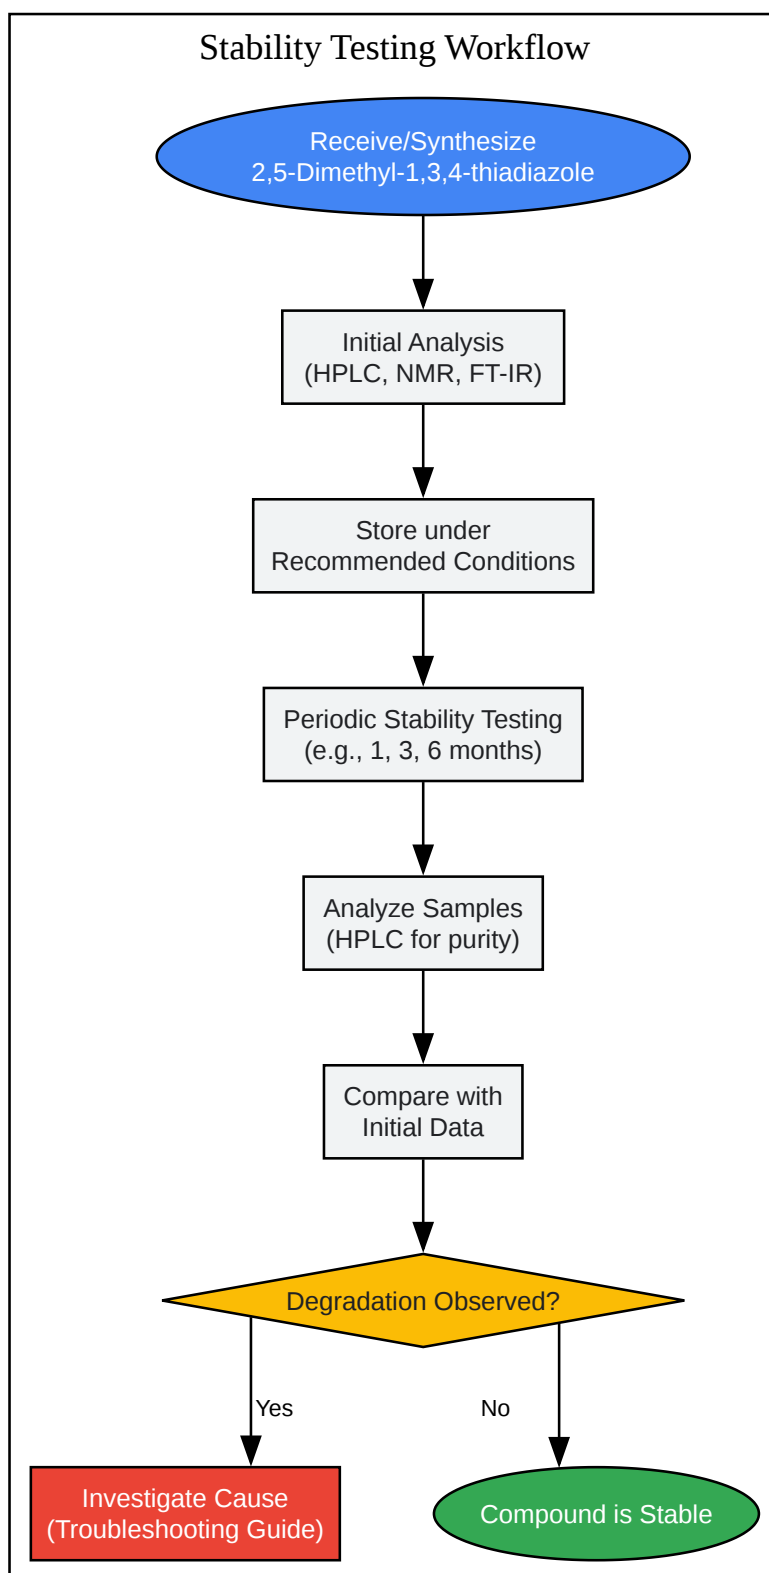 Stability Testing Workflow
Receive/Synthesize
2,5-Dimethyl-1,3,4-thiadiazole
Initial Analysis
(HPLC, NMR, FT-IR)
Store under
Recommended Conditions
Periodic Stability Testing
(e.g., 1, 3, 6 months)
Analyze Samples
(HPLC for purity)
Compare with
Initial Data
Degradation Observed?
Yes
No
Investigate Cause
(Troubleshooting Guide)
Compound is Stable